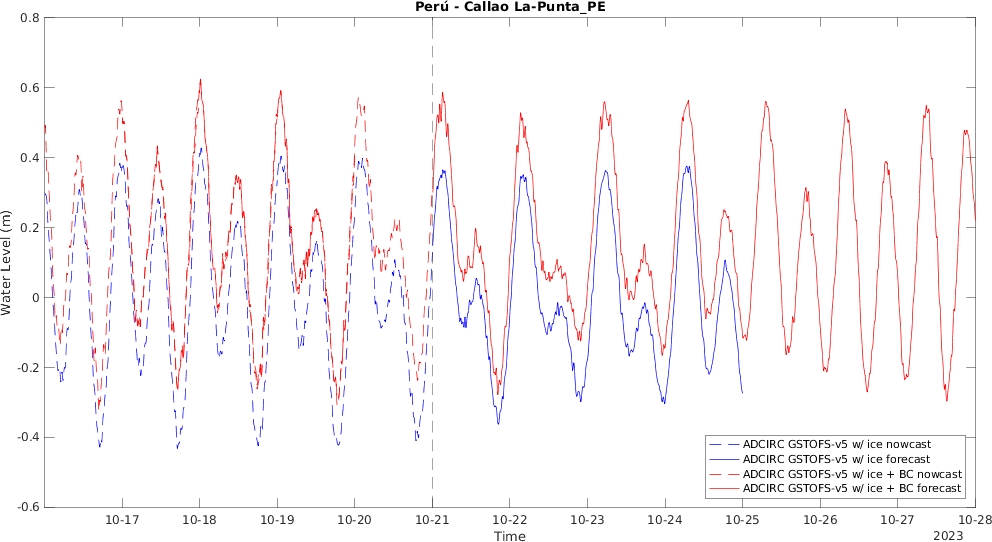 Perú - Callao La-Punta_PE
0.8
0.6
0.4
0.2
0
-0.2
-0.4
-0.6
Water Level (m)
ADCIRC GSTOFS-v5 w/ ice nowcast
ADCIRC GSTOFS-v5 w/ ice forecast
ADCIRC GSTOFS-v5 w/ ice + BC nowcast
ADCIRC GSTOFS-v5 w/ ice + BC forecast
10-17 10-18 10-19 10-20 10-21 10-22 10-23 10-24 10-25 10-26 10-27 10-28
Time
2023